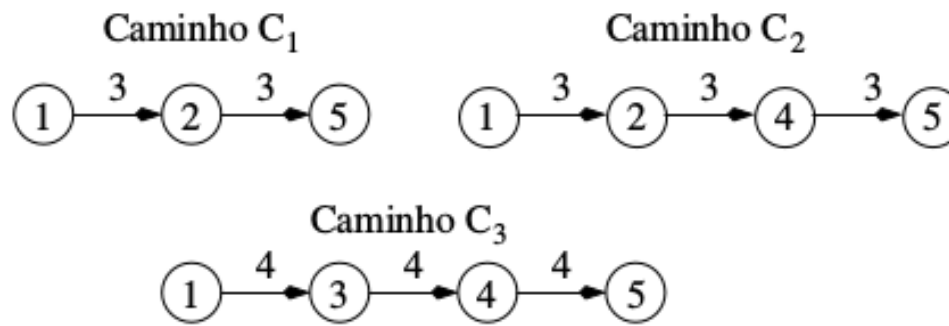 Caminho C₁
3 3
1 2 5
Caminho C₂
3 3 3
1 2 4 5
Caminho C₃
4 4 4
1 3 4 5